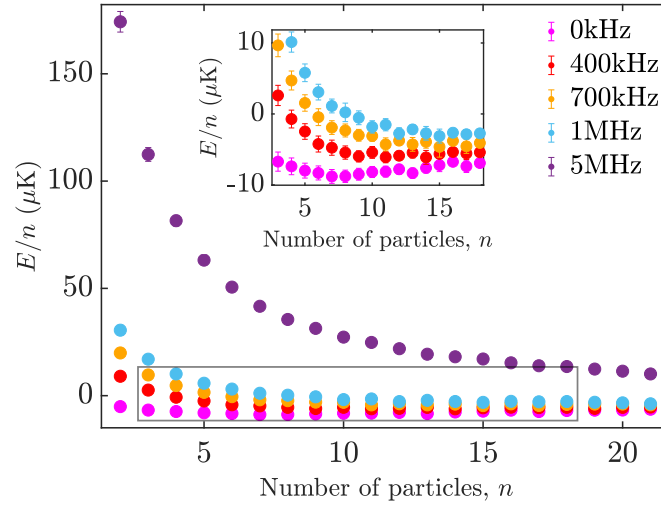 150
100
50
0
E/n (μK)
5
10
15
20
Number of particles, n
10
0
-10
E/n (μK)
5
10
15
Number of particles, n
0kHz
400kHz
700kHz
1MHz
5MHz